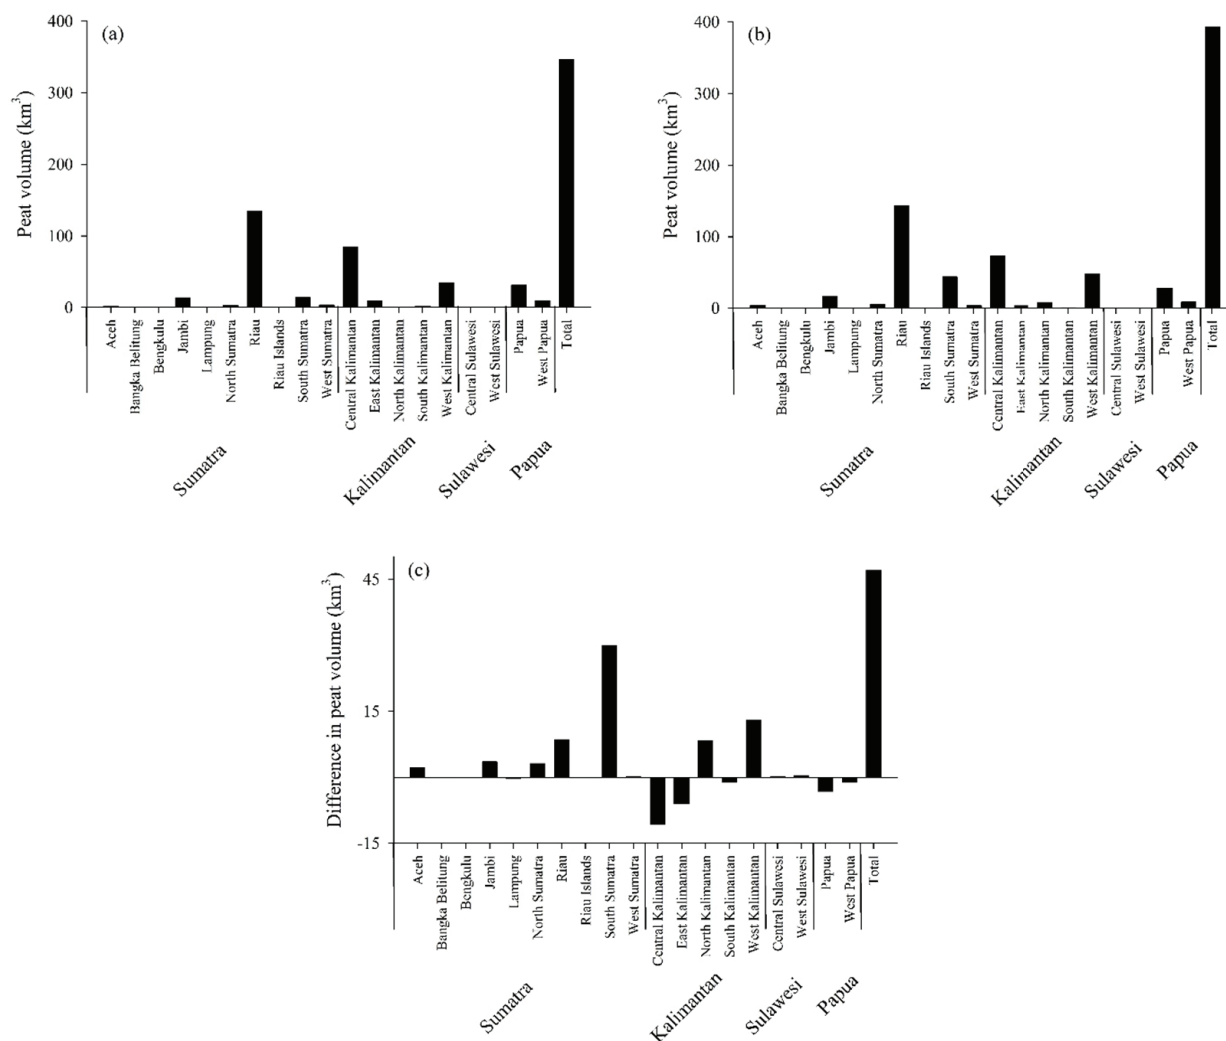 (a)
Peat volume (km³)
400
300
200
100
0
Aceh
Bangka Belitung
Bengkulu
Jambi
Lampung
North Sumatra
Riau
Riau Islands
South Sumatra
West Sumatra
Central Kalimantan
East Kalimantan
North Kalimantan
South Kalimantan
West Kalimantan
Central Sulawesi
West Sulawesi
Papua
West Papua
Total
Sumatra
Kalimantan
Sulawesi
Papua
(b)
Peat volume (km³)
400
300
200
100
0
Aceh
Bangka Belitung
Bengkulu
Jambi
Lampung
North Sumatra
Riau
Riau Islands
South Sumatra
West Sumatra
Central Kalimantan
East Kalimantan
North Kalimantan
South Kalimantan
West Kalimantan
Central Sulawesi
West Sulawesi
Papua
West Papua
Total
Sumatra
Kalimantan
Sulawesi
Papua
(c)
Difference in peat volume (km³)
45
15
-15
Aceh
Bangka Belitung
Bengkulu
Jambi
Lampung
North Sumatra
Riau
Riau Islands
South Sumatra
West Sumatra
Central Kalimantan
East Kalimantan
North Kalimantan
South Kalimantan
West Kalimantan
Central Sulawesi
West Sulawesi
Papua
West Papua
Total
Sumatra
Kalimantan
Sulawesi
Papua